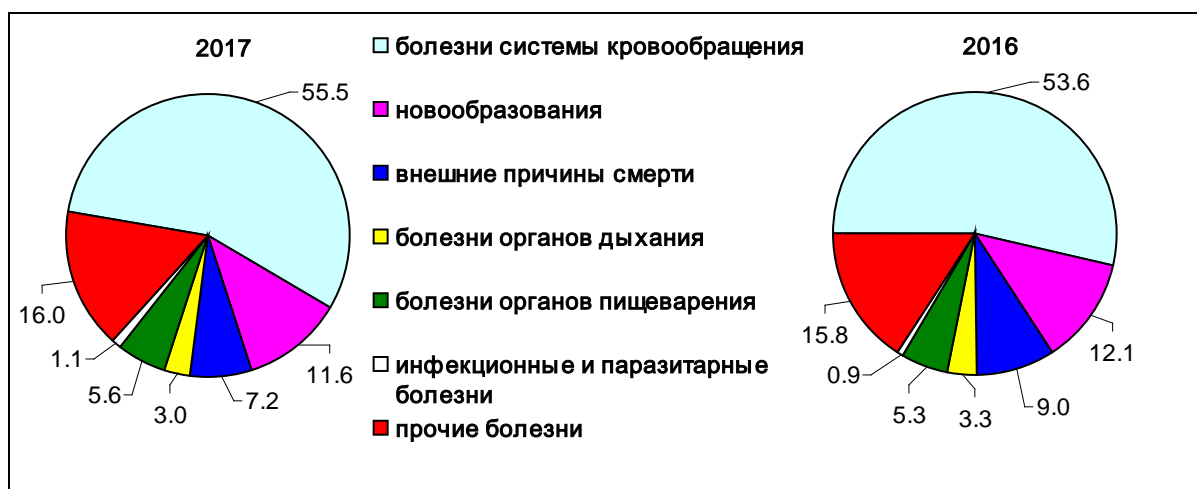 2017
55.5
16.0
1.1
5.6
3.0
7.2
11.6
болезни системы кровообращения
новообразования
внешние причины смерти
болезни органов дыхания
болезни органов пищеварения
инфекционные и паразитарные
болезни
прочие болезни
2016
53.6
15.8
0.9
5.3
3.3
9.0
12.1